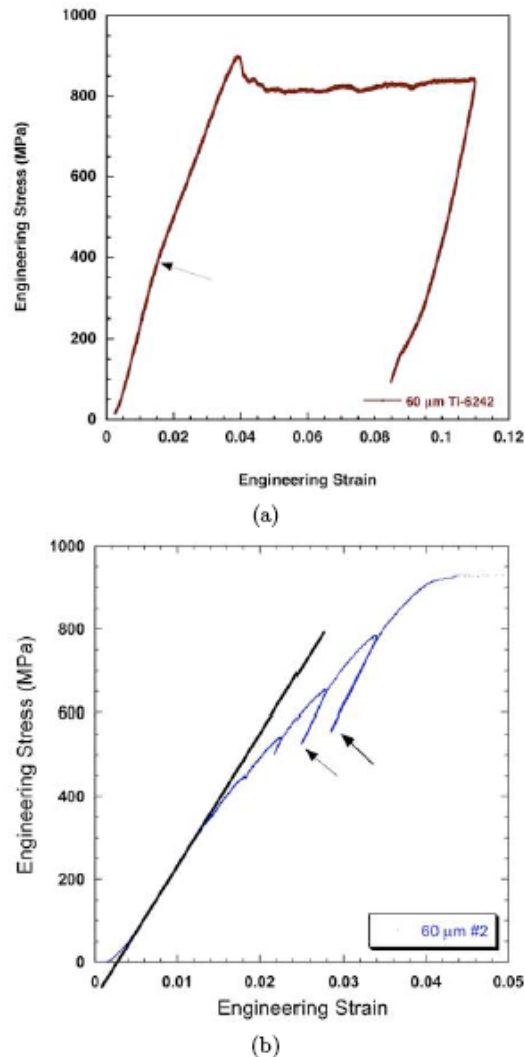 1000
800
600
400
200
0
Engineering Stress (MPa)
60 μm Ti-6242
0 0.02 0.04 0.06 0.08 0.1 0.12
Engineering Strain
(a)
1000
800
600
400
200
0
Engineering Stress (MPa)
60 μm #2
0 0.01 0.02 0.03 0.04 0.05
Engineering Strain
(b)